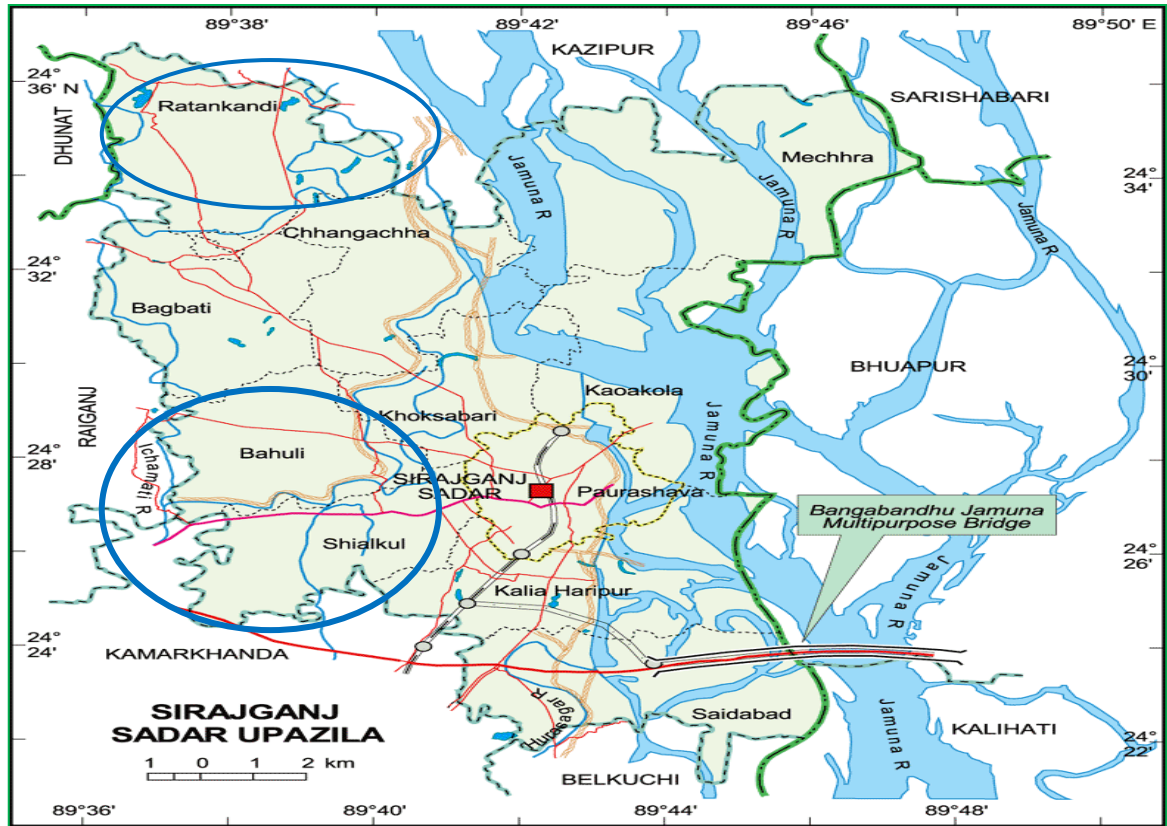 89°38'
89°42'
89°46'
89°50' E
24°
36' N
KAZIPUR
SARISHABARI
DHUNAT
Ratankandi
Mechhra
Jamuna R
Jamuna R
Jamuna R
24°
34'
Chhangachha
24°
32'
Bagbati
BHUAPUR
24°
30'
RAIGANJ
Kaoakola
Khoksabari
Jamuna R
24°
28'
Bahuli
Ichamati R
SIRAJGANJ
SADAR
Paurashava
Bangabandhu Jamuna
Multipurpose Bridge
Shialkul
24°
26'
Jamuna R
Kalia Haripur
24°
24'
KAMARKHANDA
SIRAJGANJ
SADAR UPAZILA
Hurasagar R
Saidabad
Jamuna R
KALIHATI
24°
22'
1 0 1 2 km
BELKUCHI
89°36'
89°40'
89°44'
89°48'